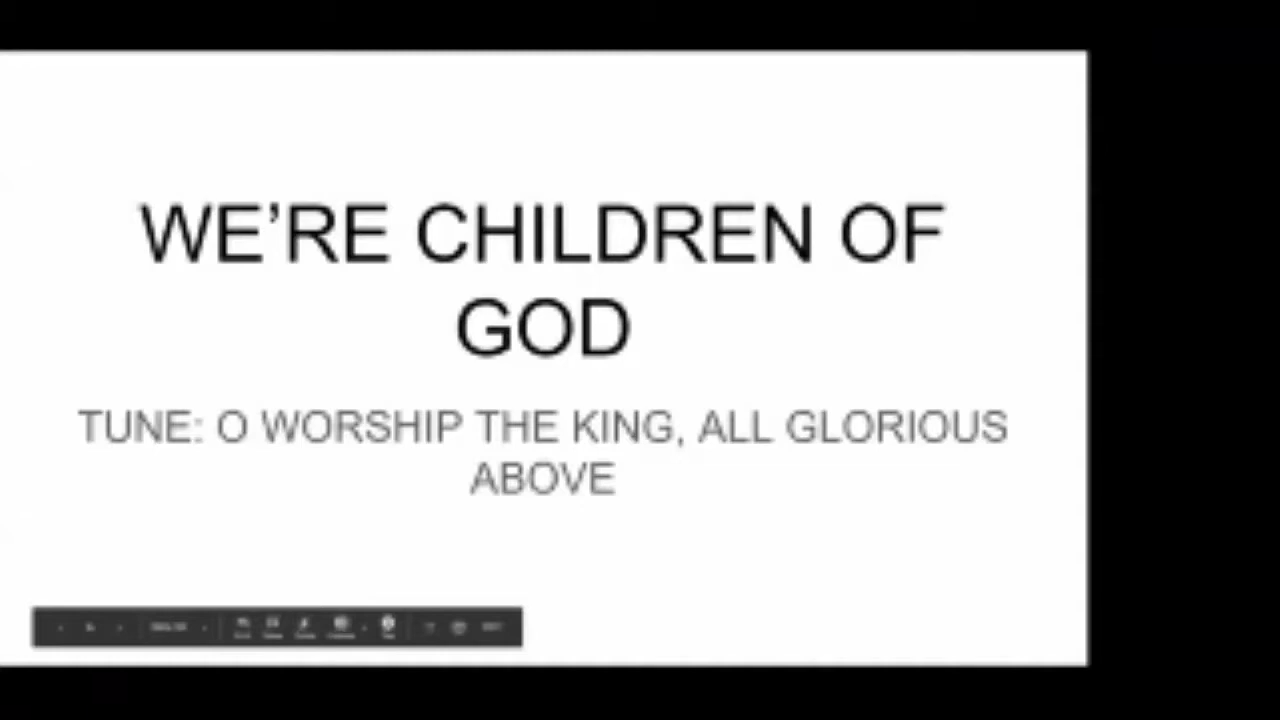 WE’RE CHILDREN OF
GOD
TUNE: O WORSHIP THE KING, ALL GLORIOUS
ABOVE